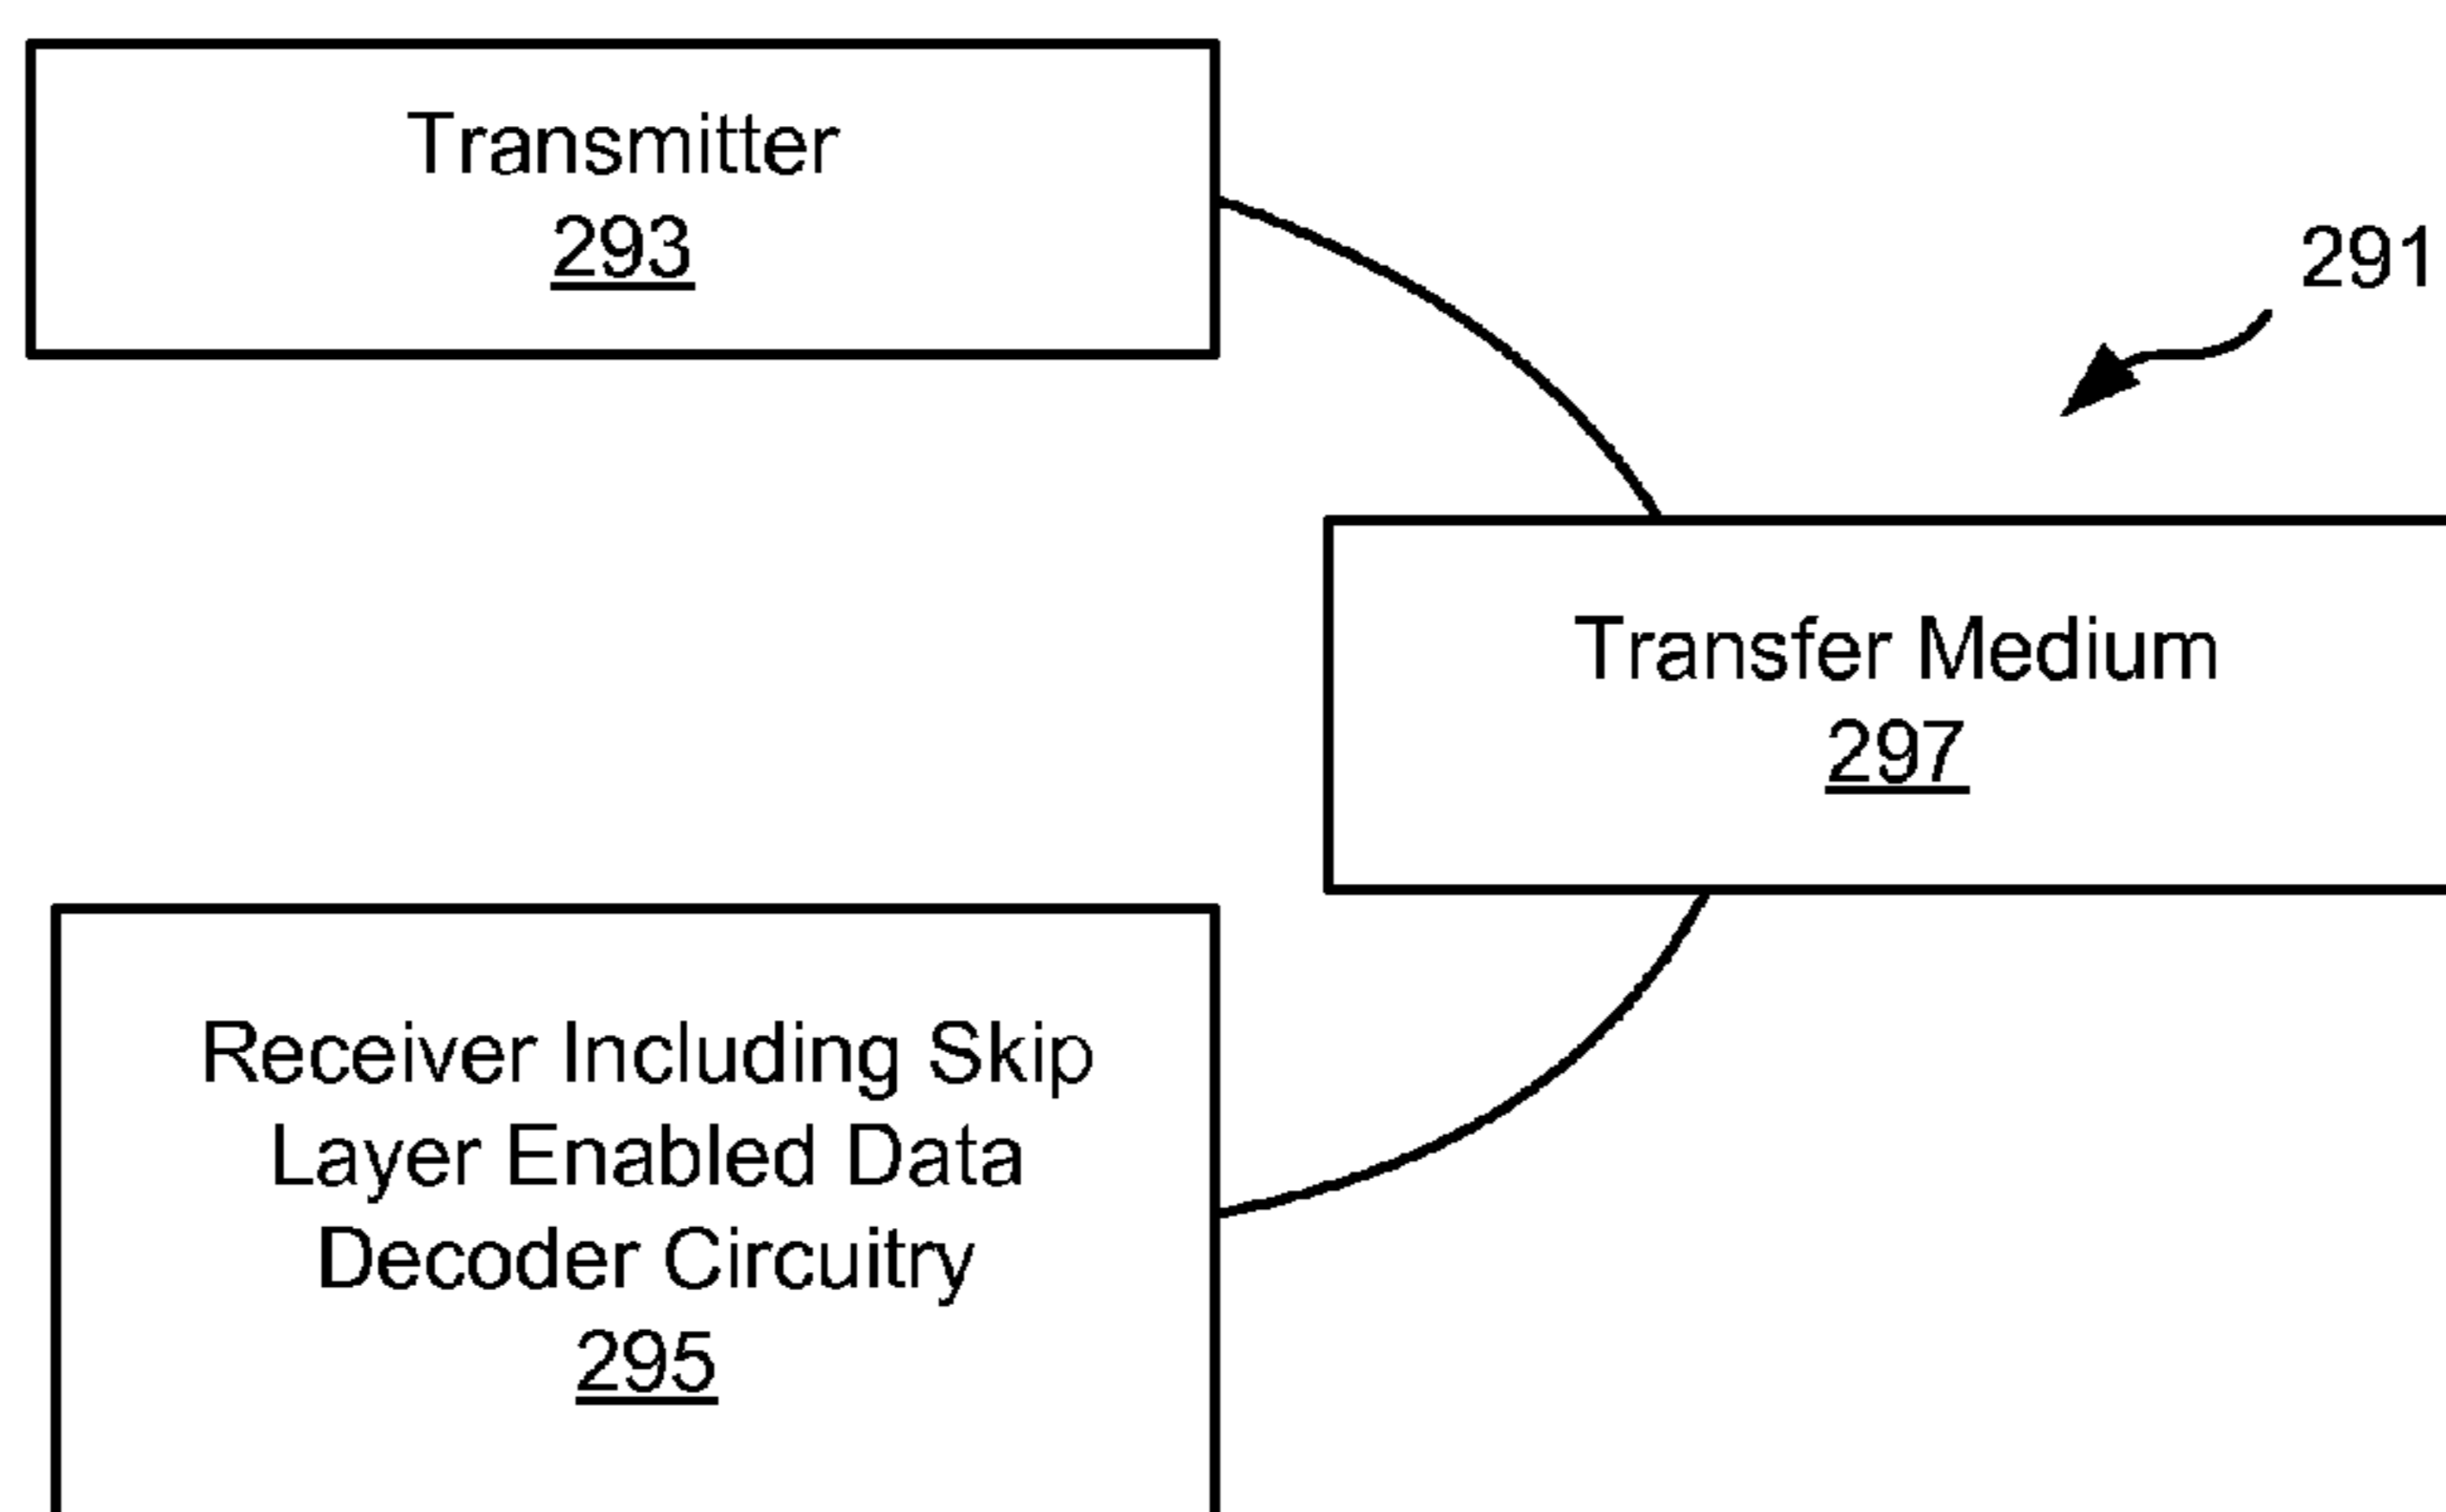 Transmitter
293
291
Transfer Medium
297
Receiver Including Skip
Layer Enabled Data
Decoder Circuitry
295